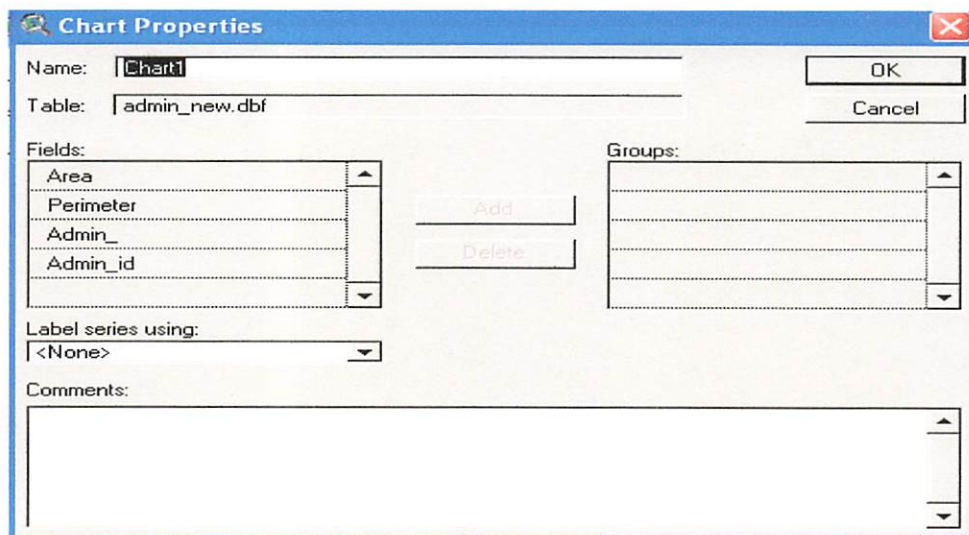 Chart Properties
Name: Chart1
OK
Table: admin_new.dbf
Cancel
Fields:
Groups:
Area
Perimeter
Admin_
Admin_id
Add
Delete
Label series using:
<None>
Comments: